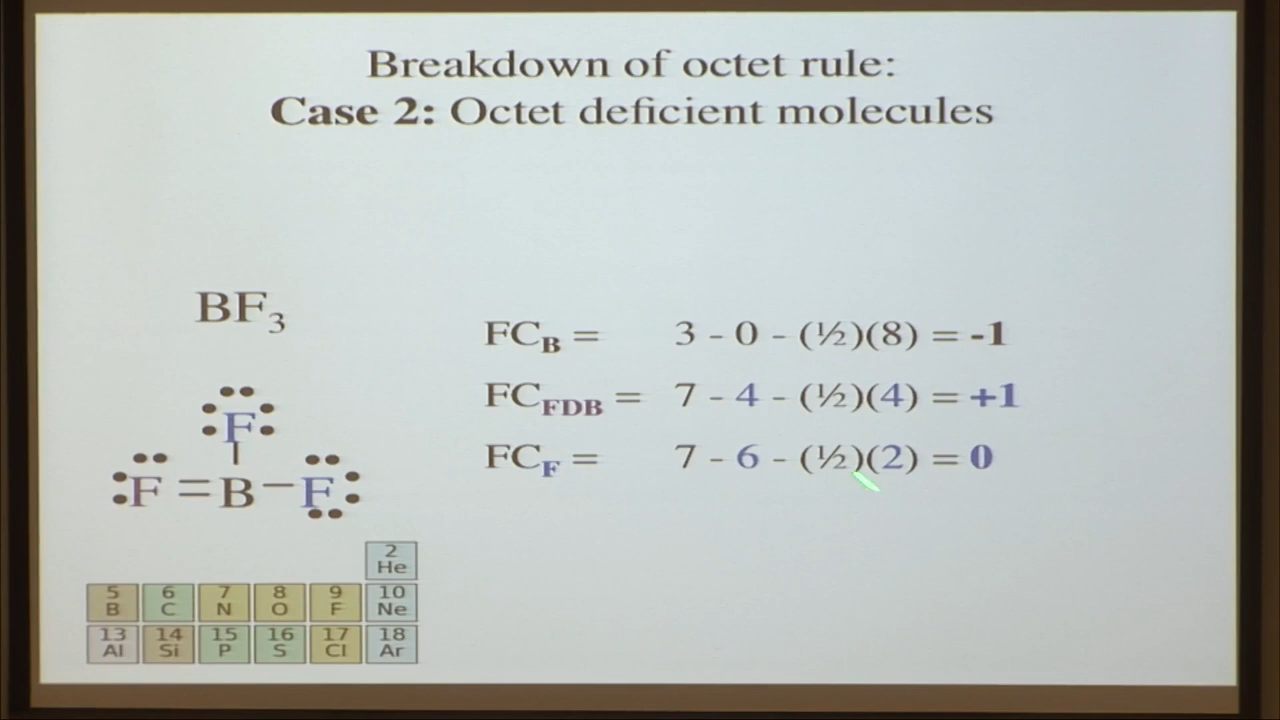 Breakdown of octet rule:
Case 2: Octet deficient molecules
BF₃
FC_B = 3 - 0 - (½)(8) = -1
FC_FDB = 7 - 4 - (½)(4) = +1
FC_F = 7 - 6 - (½)(2) = 0
F
F = B − F
2
He
5 6 7 8 9 10
B C N O F Ne
13 14 15 16 17 18
Al Si P S Cl Ar